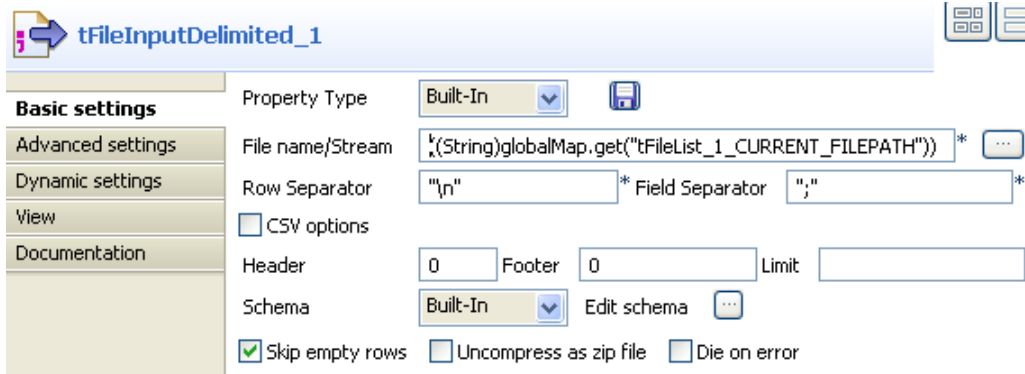 tFileInputDelimited_1
Basic settings
Advanced settings
Dynamic settings
View
Documentation
Property Type Built-In
File name/Stream ((String)globalMap.get("tFileList_1_CURRENT_FILEPATH")) * ...
Row Separator "\n" * Field Separator ";" *
CSV options
Header 0 Footer 0 Limit
Schema Built-In Edit schema ...
Skip empty rows Uncompress as zip file Die on error